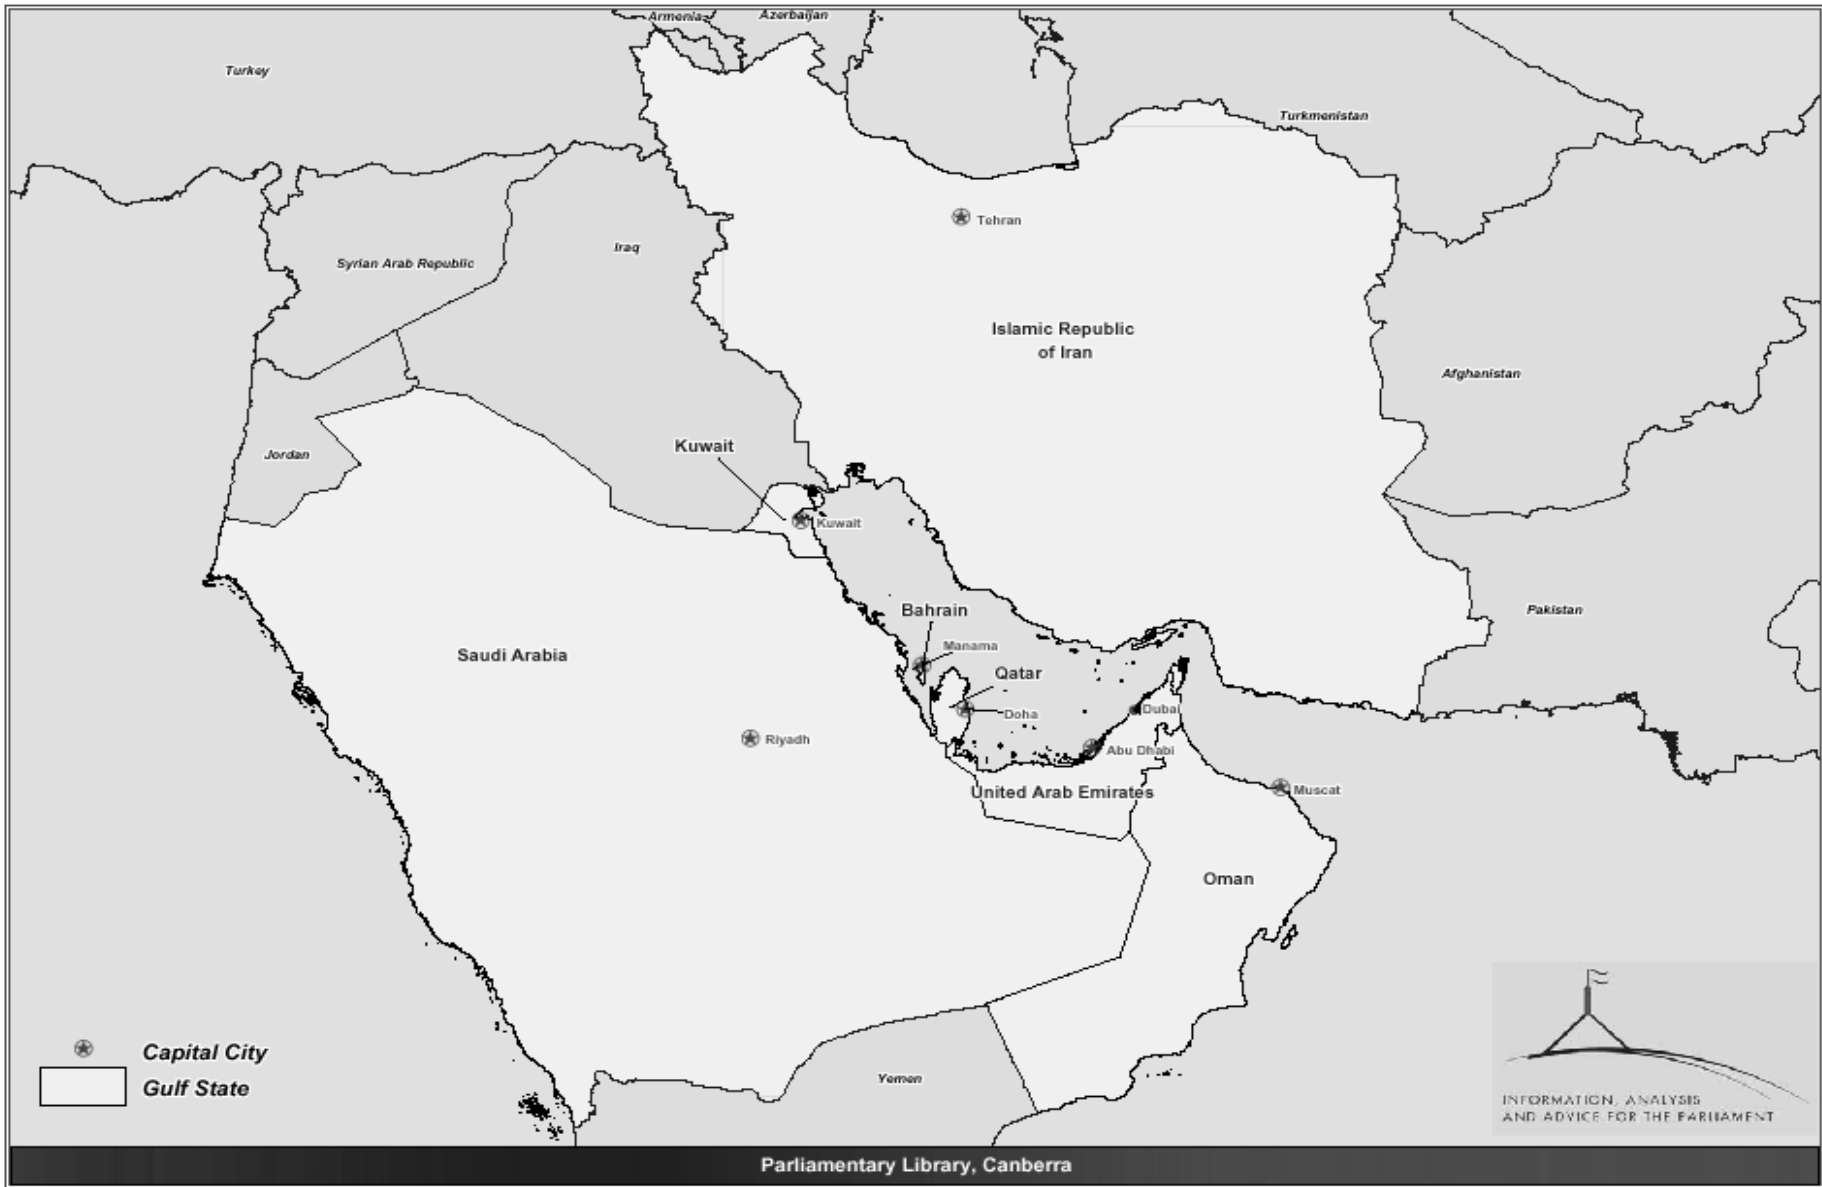 Armenia
Azerbaijan
Turkey
Turkmenistan
Tehran
Iraq
Syrian Arab Republic
Islamic Republic
of Iran
Afghanistan
Kuwait
Jordan
Kuwait
Bahrain
Pakistan
Manama
Saudi Arabia
Qatar
Doha
Dubai
Riyadh
Abu Dhabi
United Arab Emirates
Muscat
Oman
Capital City
Gulf State
Yemen
INFORMATION, ANALYSIS
AND ADVICE FOR THE PARLIAMENT
Parliamentary Library, Canberra